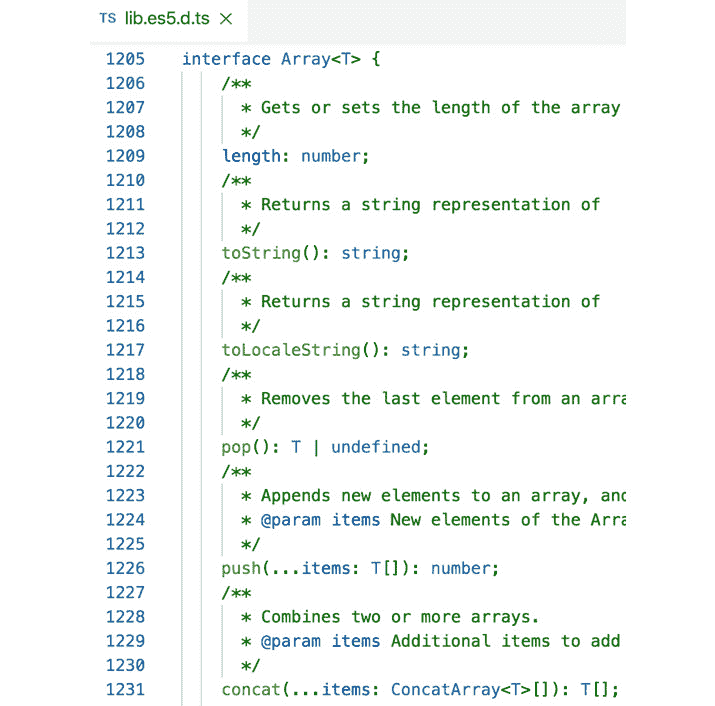 TS lib.es5.d.ts ×
1205 interface Array<T> {
1206 /**
1207 * Gets or sets the length of the array
1208 */
1209 length: number;
1210 /**
1211 * Returns a string representation of
1212 */
1213 toString(): string;
1214 /**
1215 * Returns a string representation of
1216 */
1217 toLocaleString(): string;
1218 /**
1219 * Removes the last element from an arra
1220 */
1221 pop(): T | undefined;
1222 /**
1223 * Appends new elements to an array, and
1224 * @param items New elements of the Arra
1225 */
1226 push(...items: T[]): number;
1227 /**
1228 * Combines two or more arrays.
1229 * @param items Additional items to add
1230 */
1231 concat(...items: ConcatArray<T>[]): T[];